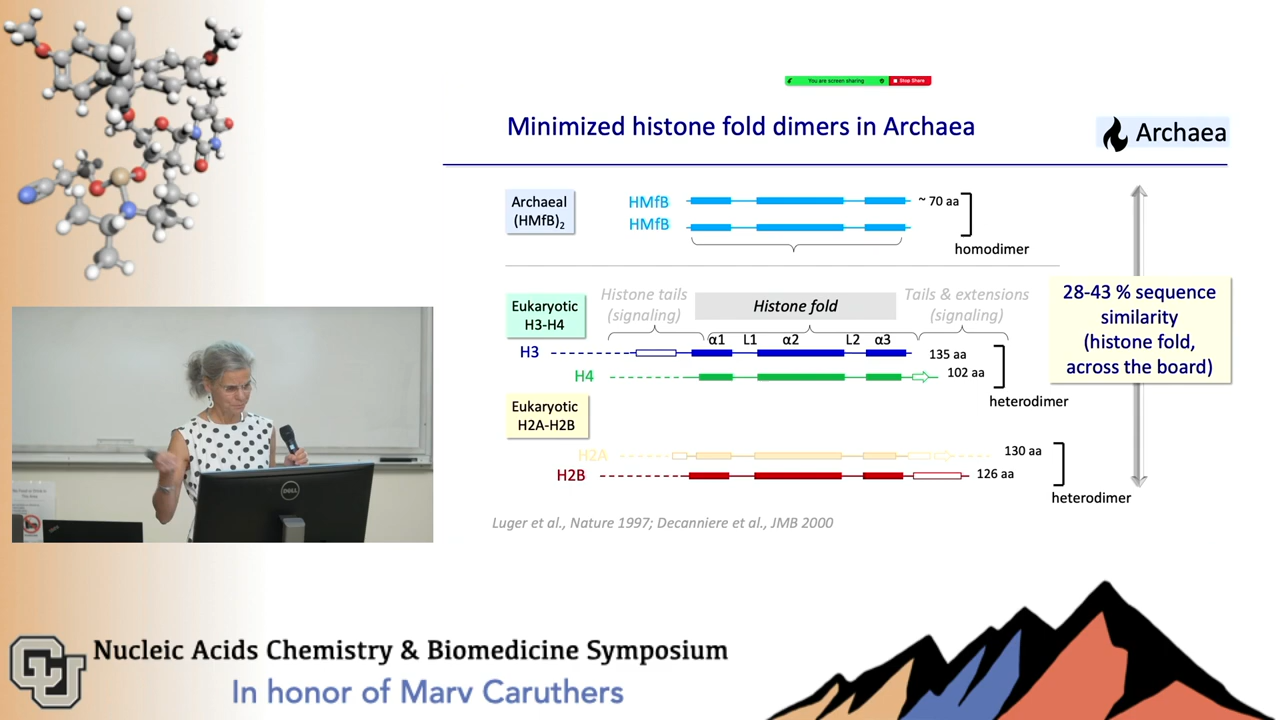 You are screen sharing
Stop Share
Minimized histone fold dimers in Archaea
Archaea
Archaeal
(HMfB)2
HMfB
HMfB
~ 70 aa
homodimer
Histone tails
(signaling)
Histone fold
Tails & extensions
(signaling)
Eukaryotic
H3-H4
α1 L1 α2 L2 α3
H3
135 aa
H4
102 aa
heterodimer
Eukaryotic
H2A-H2B
H2A
130 aa
H2B
126 aa
heterodimer
28-43 % sequence
similarity
(histone fold,
across the board)
Luger et al., Nature 1997; Decanniere et al., JMB 2000
DELL
CU
Nucleic Acids Chemistry & Biomedicine Symposium
In honor of Marv Caruthers